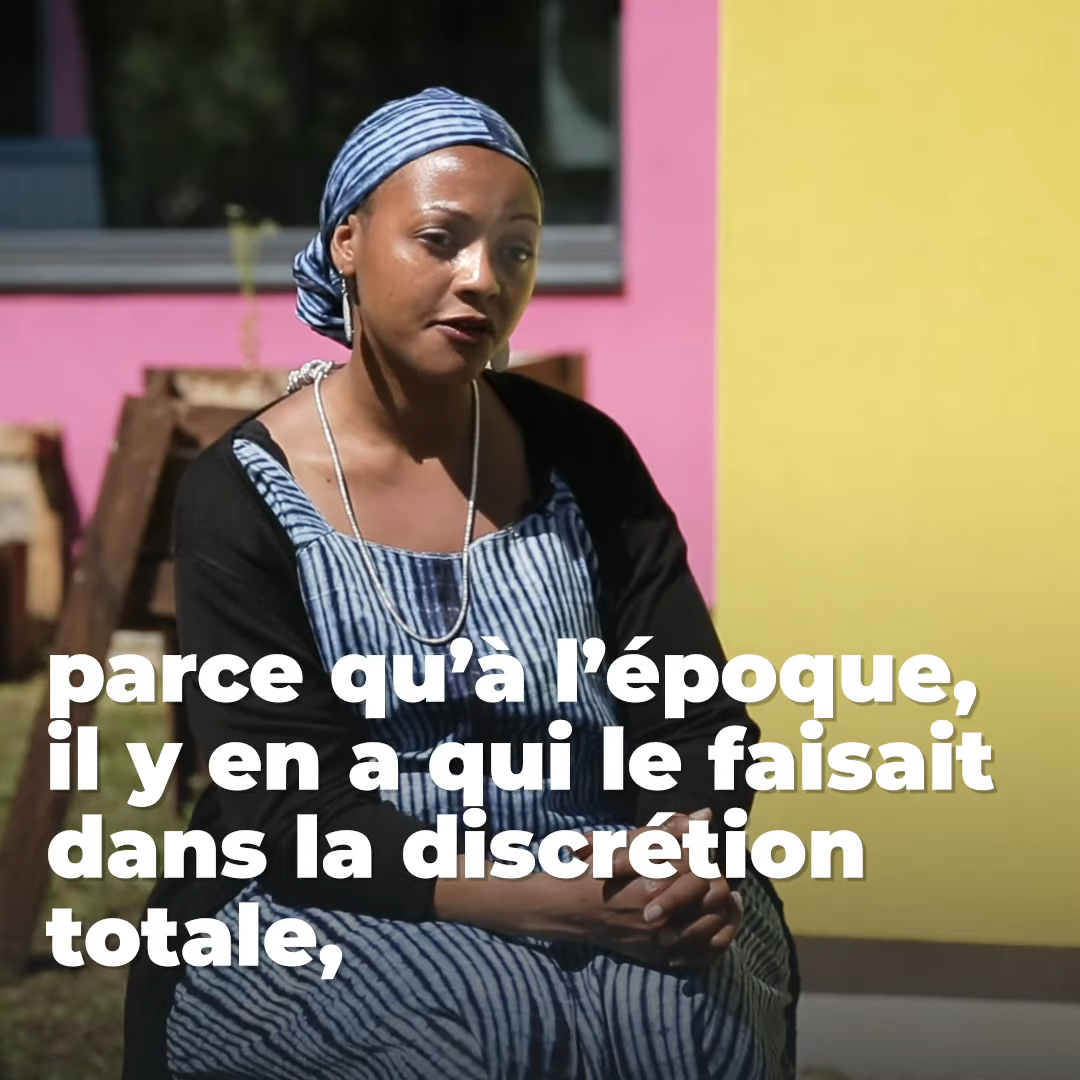 parce qu’à l’époque,
il y en a qui le faisait
dans la discrétion
totale,